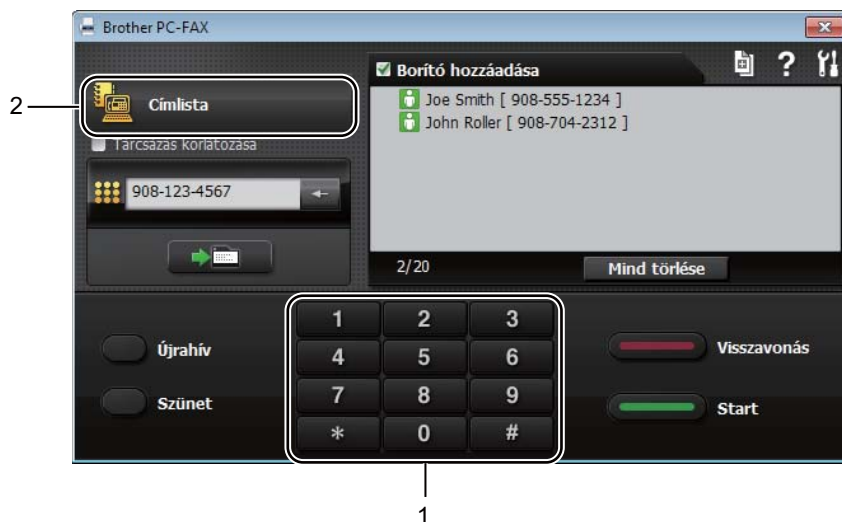 Brother PC-FAX
2
Címlista
Tárcsázás korlátozása
908-123-4567
Borító hozzáadása
?
Joe Smith [ 908-555-1234 ]
John Roller [ 908-704-2312 ]
2/20
Mind törlése
Újrahív
Szünet
1 2 3
4 5 6
7 8 9
* 0 #
Visszavonás
Start
1